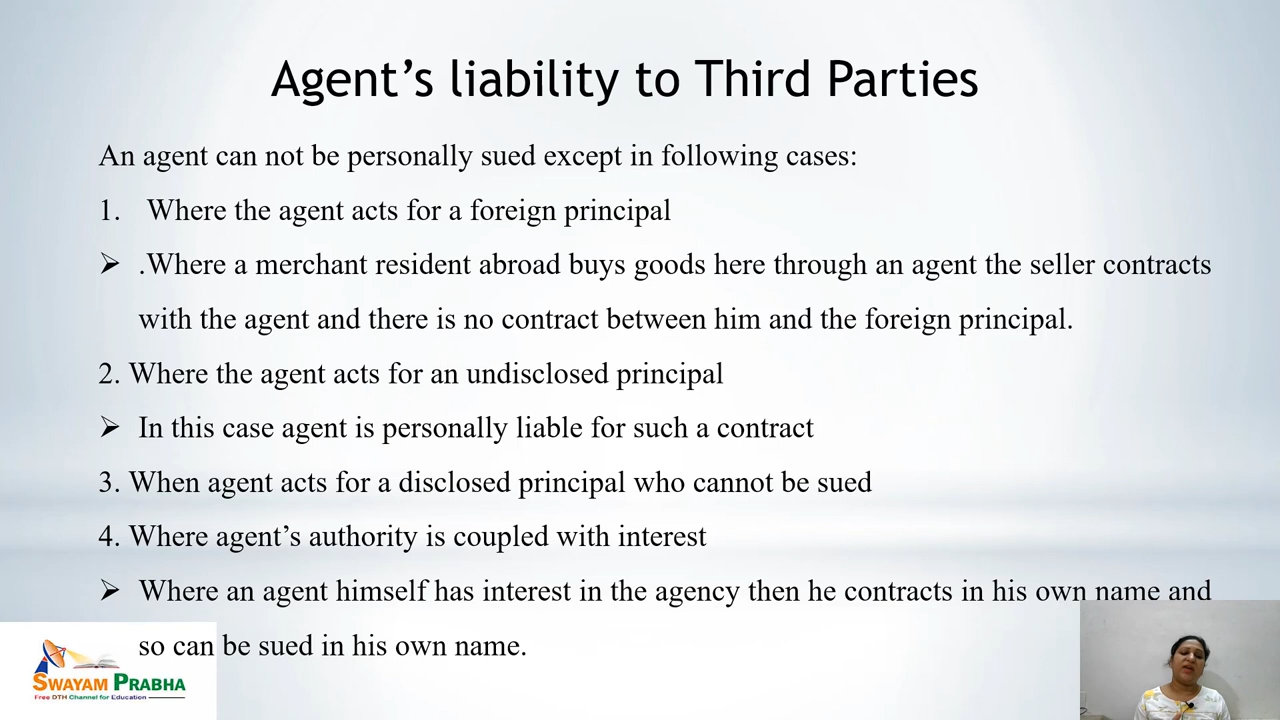 Agent’s liability to Third Parties
An agent can not be personally sued except in following cases:
1. Where the agent acts for a foreign principal
➢ .Where a merchant resident abroad buys goods here through an agent the seller contracts
with the agent and there is no contract between him and the foreign principal.
2. Where the agent acts for an undisclosed principal
➢ In this case agent is personally liable for such a contract
3. When agent acts for a disclosed principal who cannot be sued
4. Where agent’s authority is coupled with interest
➢ Where an agent himself has interest in the agency then he contracts in his own name and
so can be sued in his own name.
SWAYAM PRABHA
Free DTH Channel for Education